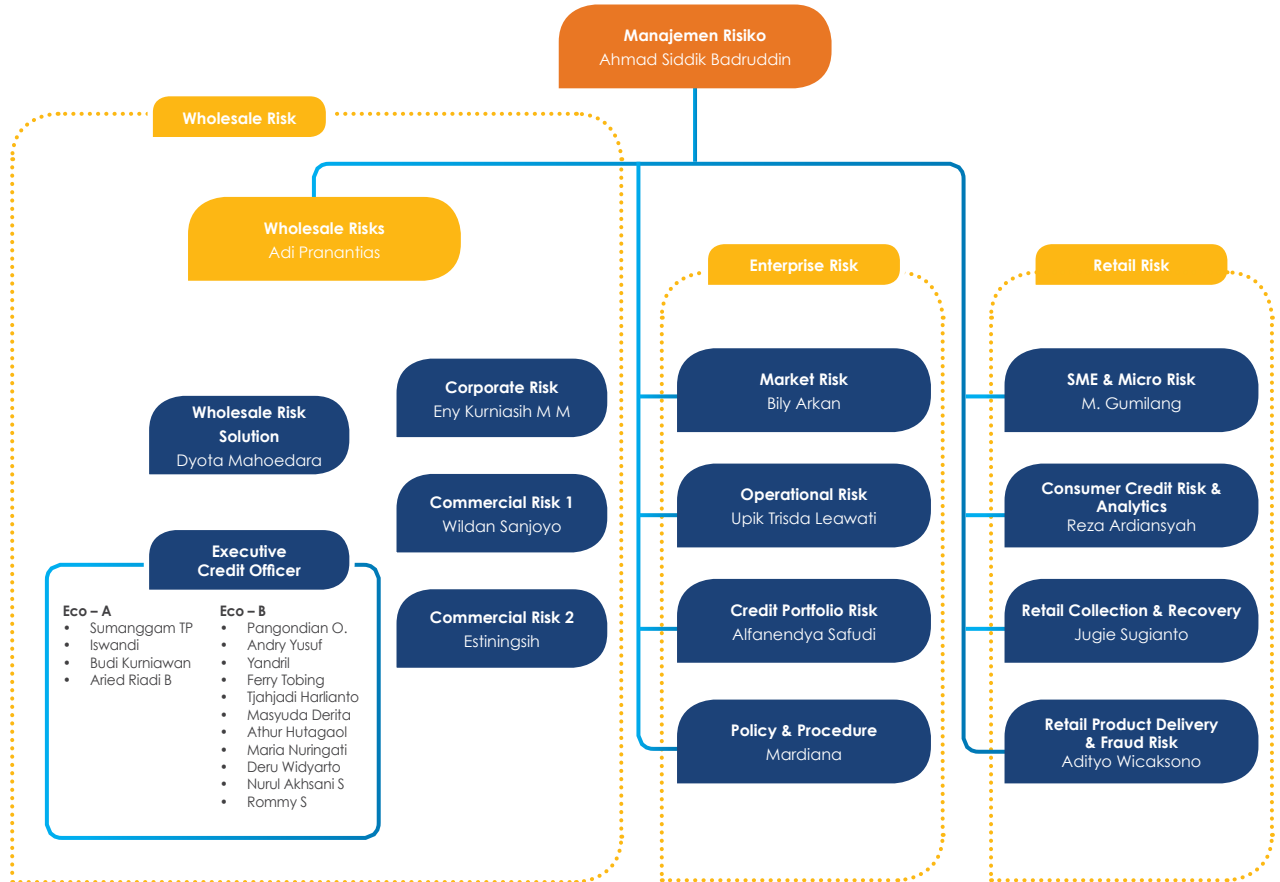 Manajemen Risiko
Ahmad Siddik Badruddin
Wholesale Risk
Wholesale Risks
Adi Pranantias
Wholesale Risk
Solution
Dyota Mahoedara
Corporate Risk
Eny Kurniasih M M
Commercial Risk 1
Wildan Sanjoyo
Commercial Risk 2
Estiningsih
Executive
Credit Officer
Eco – A
• Sumanggam TP
• Iswandi
• Budi Kurniawan
• Aried Riadi B
Eco – B
• Pangondian O.
• Andry Yusuf
• Yandril
• Ferry Tobing
• Tjahjadi Harlianto
• Masyuda Derita
• Athur Hutagaol
• Maria Nuringati
• Deru Widyarto
• Nurul Akhsani S
• Rommy S
Enterprise Risk
Market Risk
Bily Arkan
Operational Risk
Upik Trisda Leawati
Credit Portfolio Risk
Alfanendya Safudi
Policy & Procedure
Mardiana
Retail Risk
SME & Micro Risk
M. Gumilang
Consumer Credit Risk &
Analytics
Reza Ardiansyah
Retail Collection & Recovery
Jugie Sugianto
Retail Product Delivery
& Fraud Risk
Adityo Wicaksono